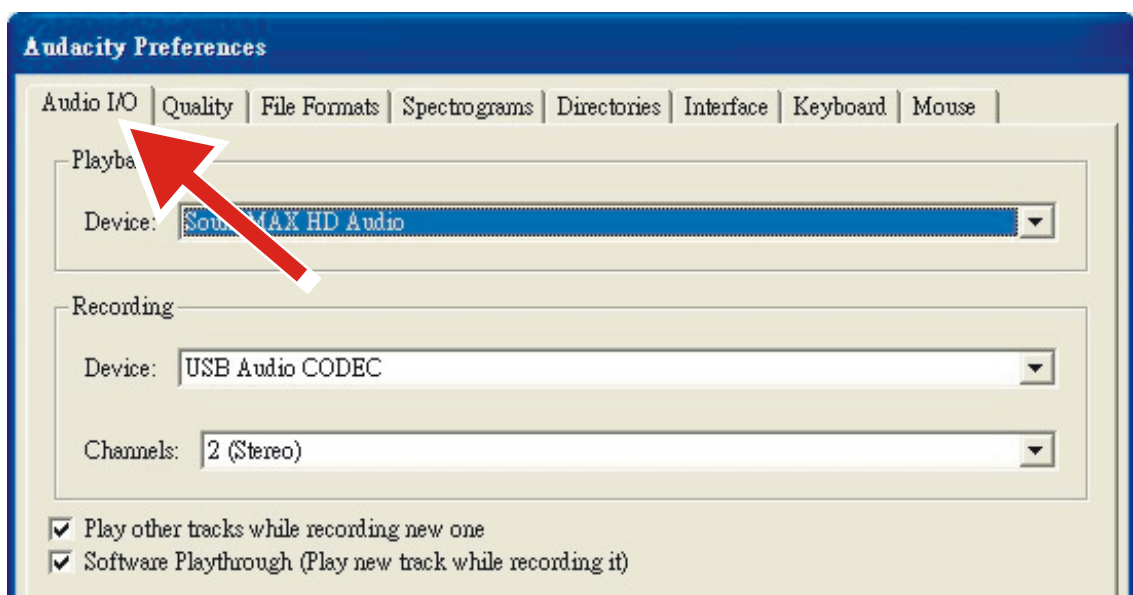 Audacity Preferences
Audio I/O Quality File Formats Spectrograms Directories Interface Keyboard Mouse
Device:
HD Audio
Recording
Device: USB Audio CODEC
Channels: 2 (Stereo)
Play other tracks while recording new one
Software Playthrough (Play new track while recording it)